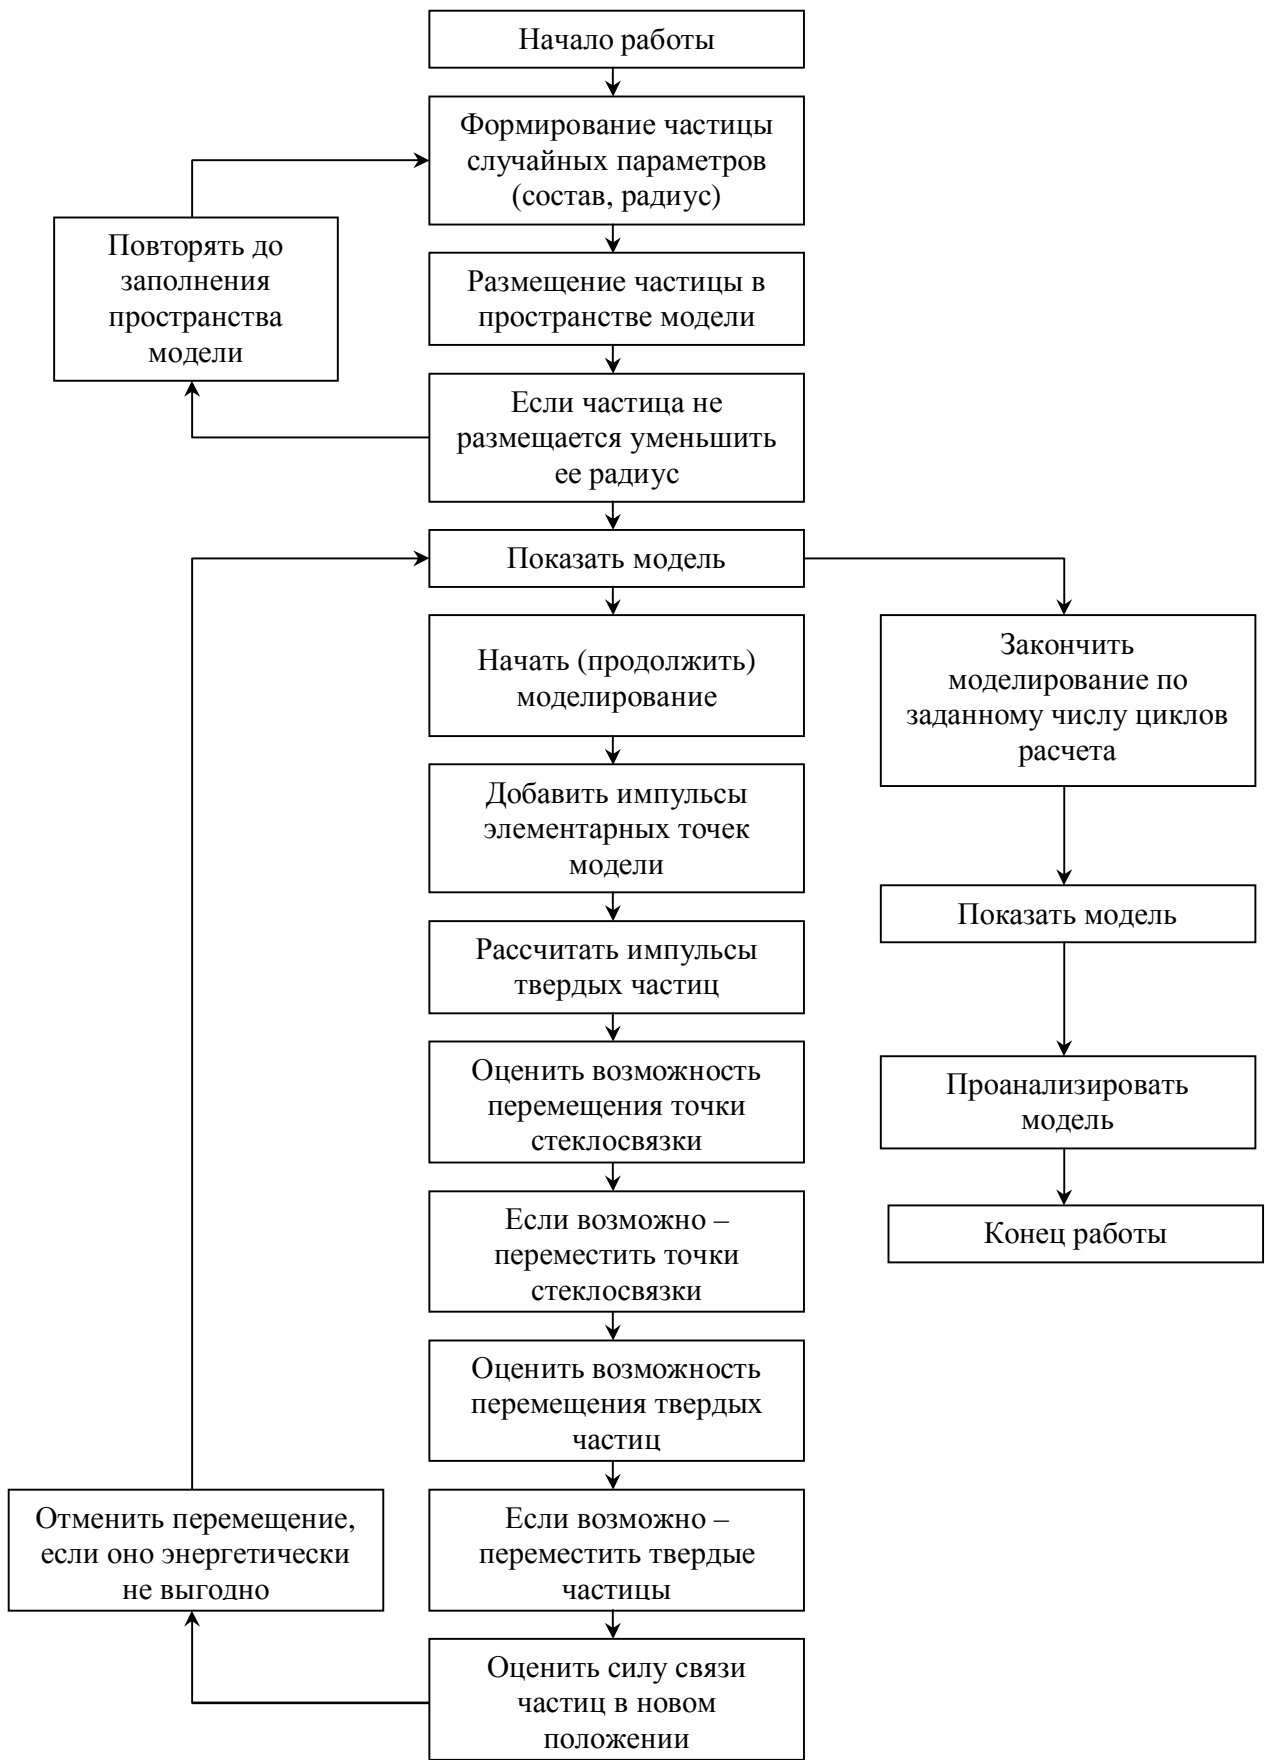 Начало работы
Формирование частицы
случайных параметров
(состав, радиус)
Повторять до
заполнения
пространства
модели
Размещение частицы в
пространстве модели
Если частица не
размещается уменьшить
ее радиус
Показать модель
Начать (продолжить)
моделирование
Закончить
моделирование по
заданному числу циклов
расчета
Добавить импульсы
элементарных точек
модели
Показать модель
Рассчитать импульсы
твердых частиц
Оценить возможность
перемещения точки
стеклосвязки
Проанализировать
модель
Если возможно –
переместить точки
стеклосвязки
Конец работы
Оценить возможность
перемещения твердых
частиц
Отменить перемещение,
если оно энергетически
не выгодно
Если возможно –
переместить твердые
частицы
Оценить силу связи
частиц в новом
положении